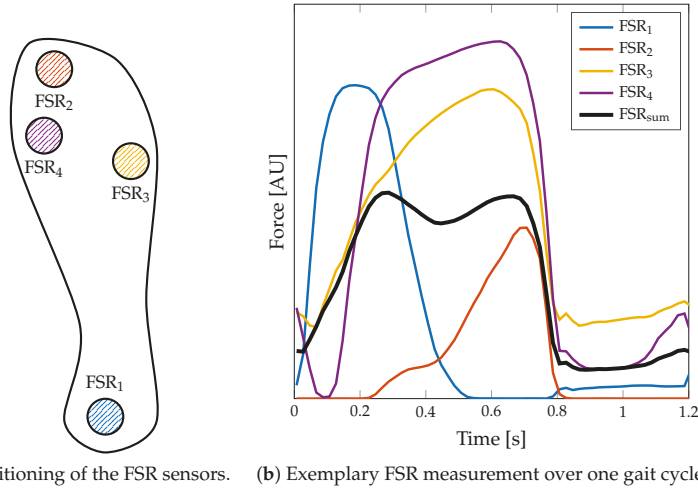 FSR₂
FSR₄
FSR₃
FSR₁
Force [AU]
FSR₁
FSR₂
FSR₃
FSR₄
FSRsum
0 0.2 0.4 0.6 0.8 1 1.2
Time [s]
itioning of the FSR sensors.
(b) Exemplary FSR measurement over one gait cycle